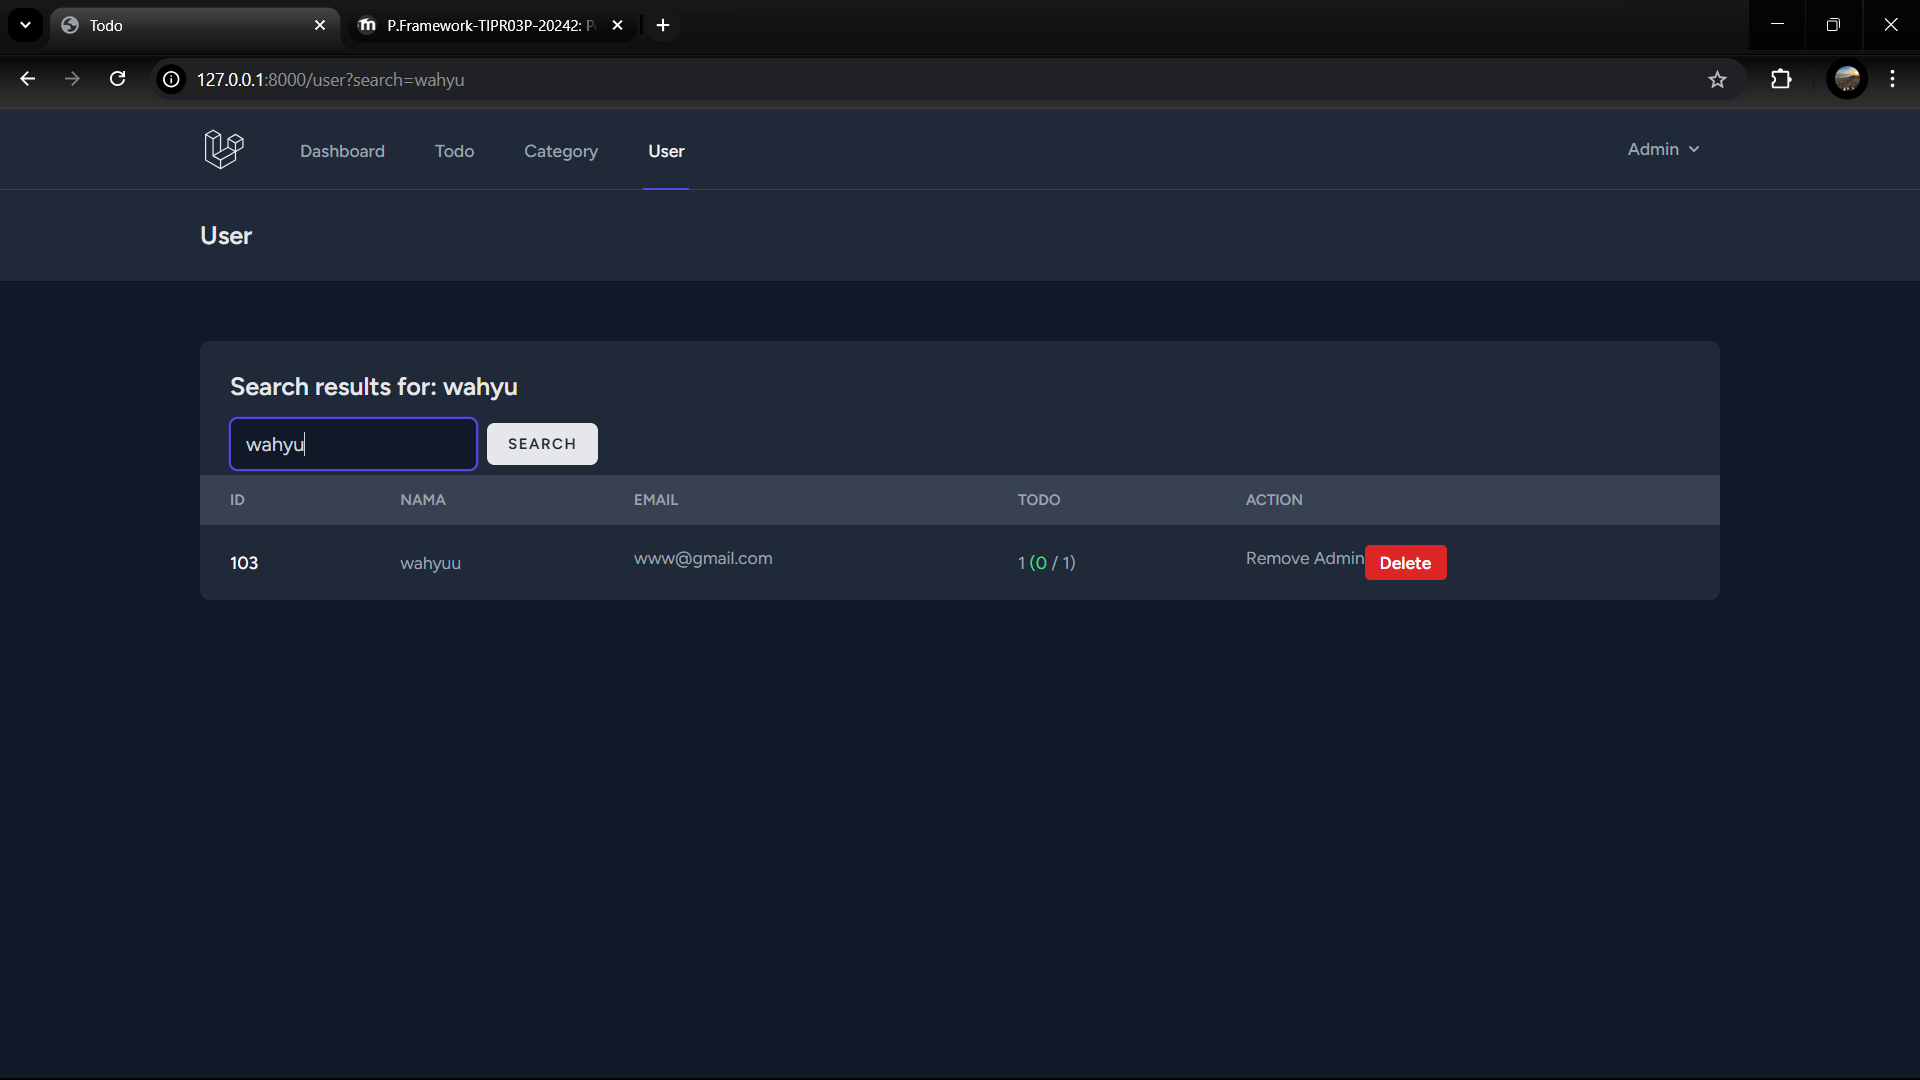 Todo
P.Framework-TIPR03P-20242: P
127.0.0.1:8000/user?search=wahyu
Dashboard Todo Category User Admin
User
Search results for: wahyu
wahyu SEARCH
ID NAMA EMAIL TODO ACTION
103 wahyuu www@gmail.com 1 (0 / 1) Remove Admin Delete